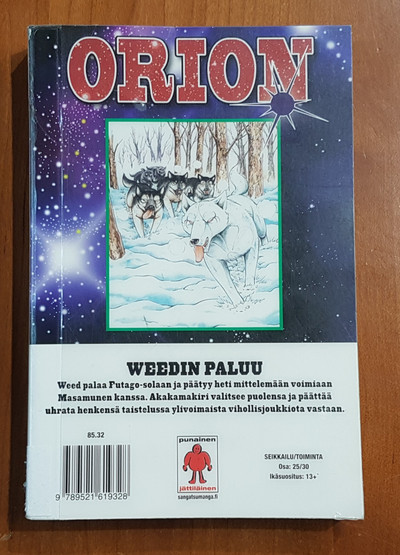 ORION
WEEDIN PALUU
Weed palaa Futago-solaan ja päätyy heti mittelemään voimiaan
Masamunen kanssa. Akakamakiri valitsee puolensa ja päättää
uhrata henkensä taistelussa ylivoimaista vihollisjoukkiota vastaan.
85.32
9 789521 619328
punainen
jättiläinen
sangatsumanga.fi
SEIKKAILU/TOIMINTA
Osa: 25/30
Ikäsuositus: 13+